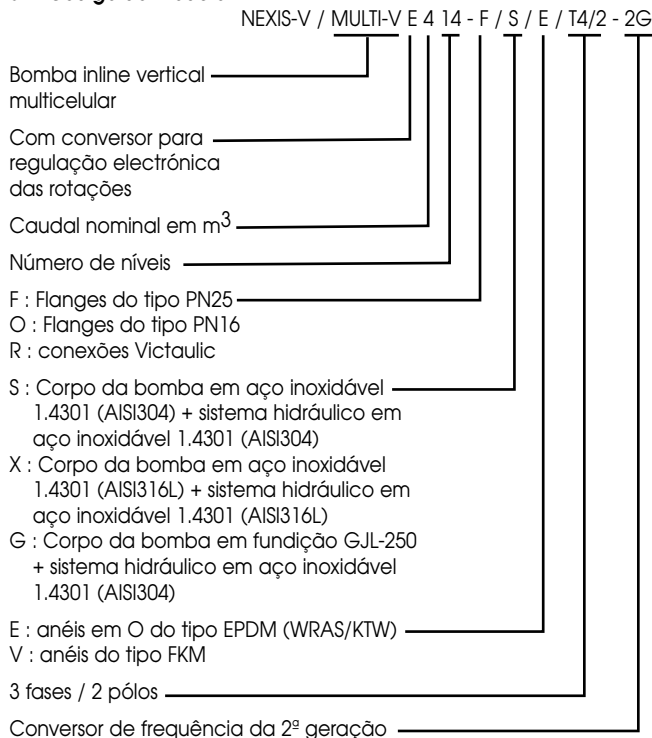 NEXIS-V / MULTI-V E 4 14 - F / S / E / T4/2 - 2G
Bomba inline vertical
multicelular
Com conversor para
regulação electrónica
das rotações
Caudal nominal em m3
Número de níveis
F : Flanges do tipo PN25
O : Flanges do tipo PN16
R : conexões Victaulic
S : Corpo da bomba em aço inoxidável
1.4301 (AISI304) + sistema hidráulico em
aço inoxidável 1.4301 (AISI304)
X : Corpo da bomba em aço inoxidável
1.4301 (AISI316L) + sistema hidráulico em
aço inoxidável 1.4301 (AISI316L)
G : Corpo da bomba em fundição GJL-250
+ sistema hidráulico em aço inoxidável
1.4301 (AISI304)
E : anéis em O do tipo EPDM (WRAS/KTW)
V : anéis do tipo FKM
3 fases / 2 pólos
Conversor de frequência da 2ª geração